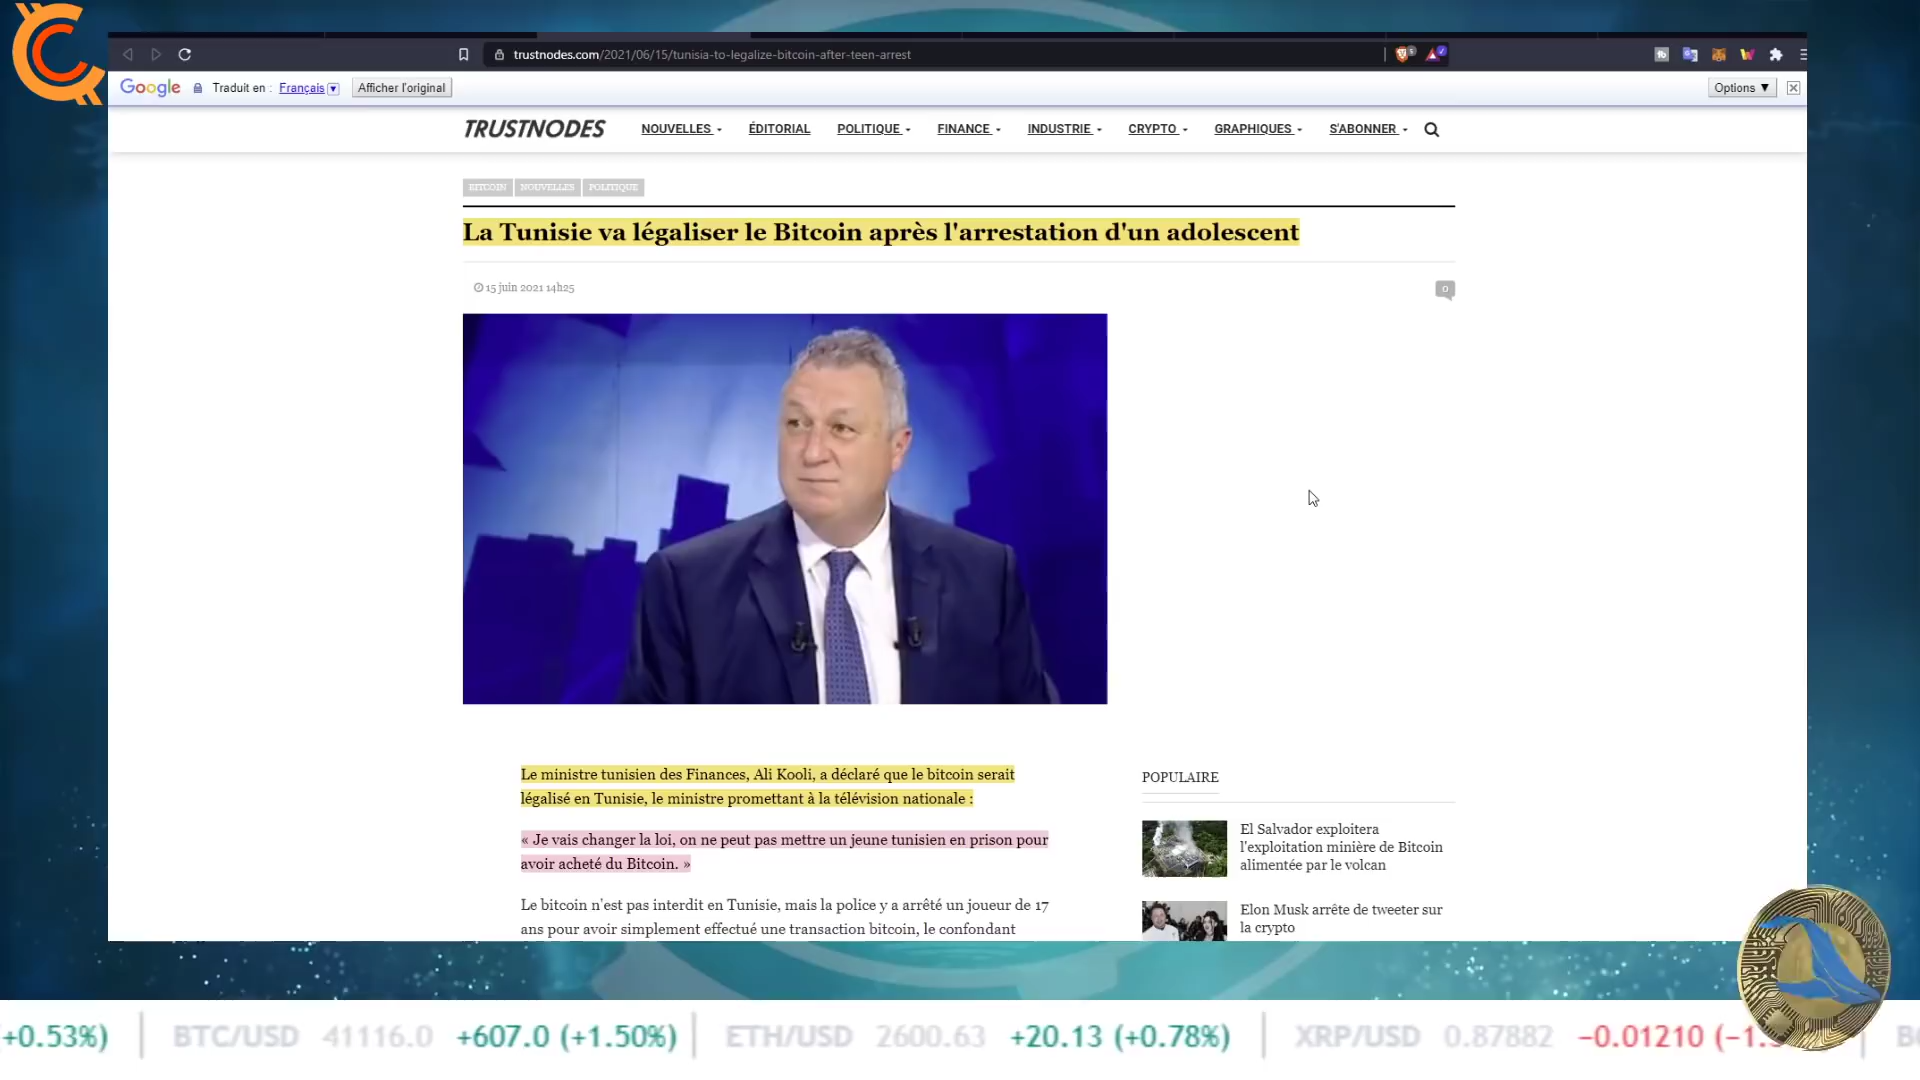 trustnodes.com/2021/06/15/tunisia-to-legalize-bitcoin-after-teen-arrest
Google Traduit en : Français Afficher l'original Options ▼
TRUSTNODES NOUVELLES ÉDITORIAL POLITIQUE FINANCE INDUSTRIE CRYPTO GRAPHIQUES S'ABONNER
BITCOIN NOUVELLES POLITIQUE
La Tunisie va légaliser le Bitcoin après l'arrestation d'un adolescent
15 juin 2021 14h25
0
Le ministre tunisien des Finances, Ali Kooli, a déclaré que le bitcoin serait
légalisé en Tunisie, le ministre promettant à la télévision nationale :
« Je vais changer la loi, on ne peut pas mettre un jeune tunisien en prison pour
avoir acheté du Bitcoin. »
Le bitcoin n'est pas interdit en Tunisie, mais la police y a arrêté un joueur de 17
ans pour avoir simplement effectué une transaction bitcoin, le confondant
POPULAIRE
El Salvador exploitera
l'exploitation minière de Bitcoin
alimentée par le volcan
Elon Musk arrête de tweeter sur
la crypto
(+0.53%) BTC/USD 41116.0 +607.0 (+1.50%) ETH/USD 2600.63 +20.13 (+0.78%) XRP/USD 0.87882 −0.01210